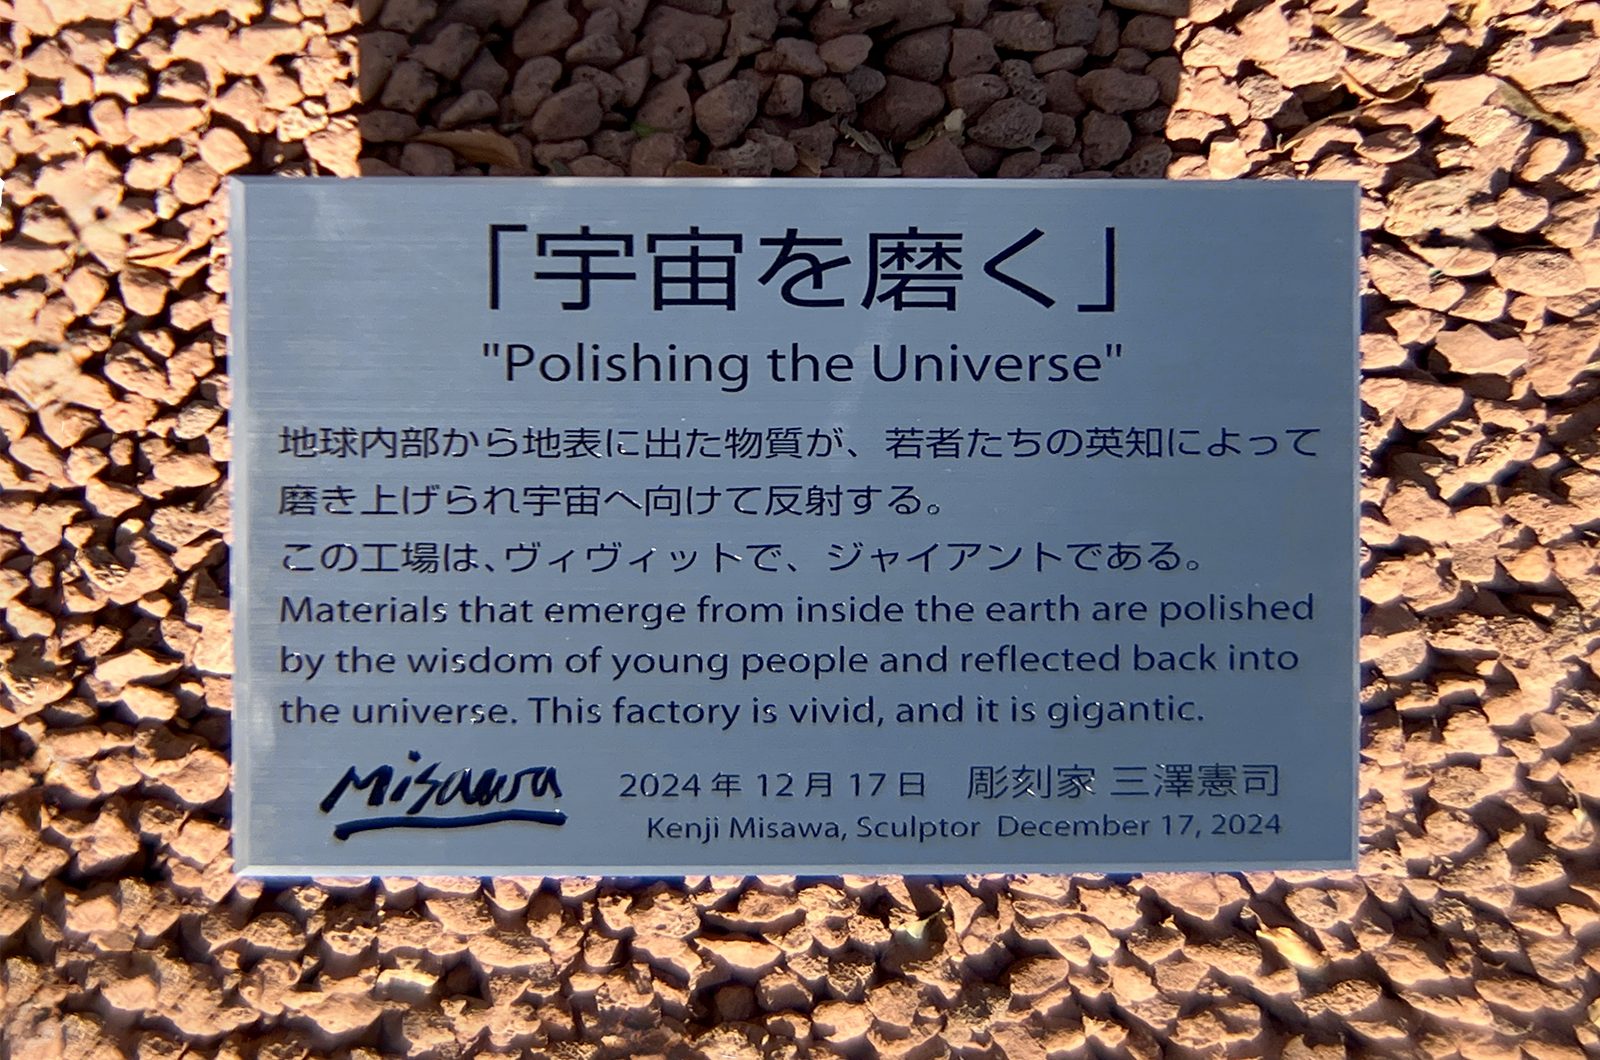 「宇宙を磨く」
"Polishing the Universe"
地球内部から地表に出た物質が、若者たちの英知によって
磨き上げられ宇宙へ向けて反射する。
この工場は、ヴィヴィットで、ジャイアントである。
Materials that emerge from inside the earth are polished
by the wisdom of young people and reflected back into
the universe. This factory is vivid, and it is gigantic.
Misawa
2024年 12月 17日 彫刻家 三澤憲司
Kenji Misawa, Sculptor December 17, 2024